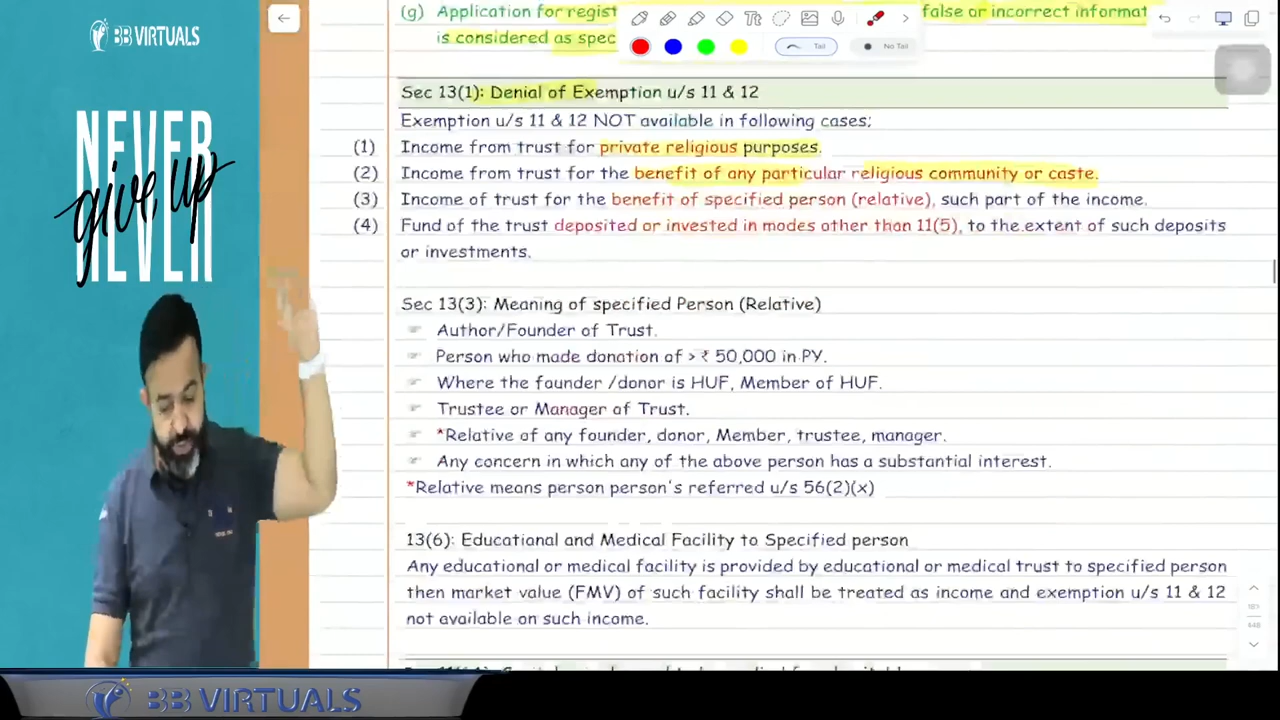 BB VIRTUALS
NEVER
give up
NEVER
(g) Application for regist
false or incorrect informat
is considered as spec
Tt
Tail
No Tail
Sec 13(1): Denial of Exemption u/s 11 & 12
Exemption u/s 11 & 12 NOT available in following cases;
(1) Income from trust for private religious purposes.
(2) Income from trust for the benefit of any particular religious community or caste.
(3) Income of trust for the benefit of specified person (relative), such part of the income.
(4) Fund of the trust deposited or invested in modes other than 11(5), to the extent of such deposits
or investments.
Sec 13(3): Meaning of specified Person (Relative)
☞ Author/Founder of Trust.
☞ Person who made donation of > ₹ 50,000 in PY.
☞ Where the founder /donor is HUF, Member of HUF.
☞ Trustee or Manager of Trust.
☞ *Relative of any founder, donor, Member, trustee, manager.
☞ Any concern in which any of the above person has a substantial interest.
*Relative means person person's referred u/s 56(2)(x)
13(6): Educational and Medical Facility to Specified person
Any educational or medical facility is provided by educational or medical trust to specified person
then market value (FMV) of such facility shall be treated as income and exemption u/s 11 & 12
not available on such income.
448
BB VIRTUALS